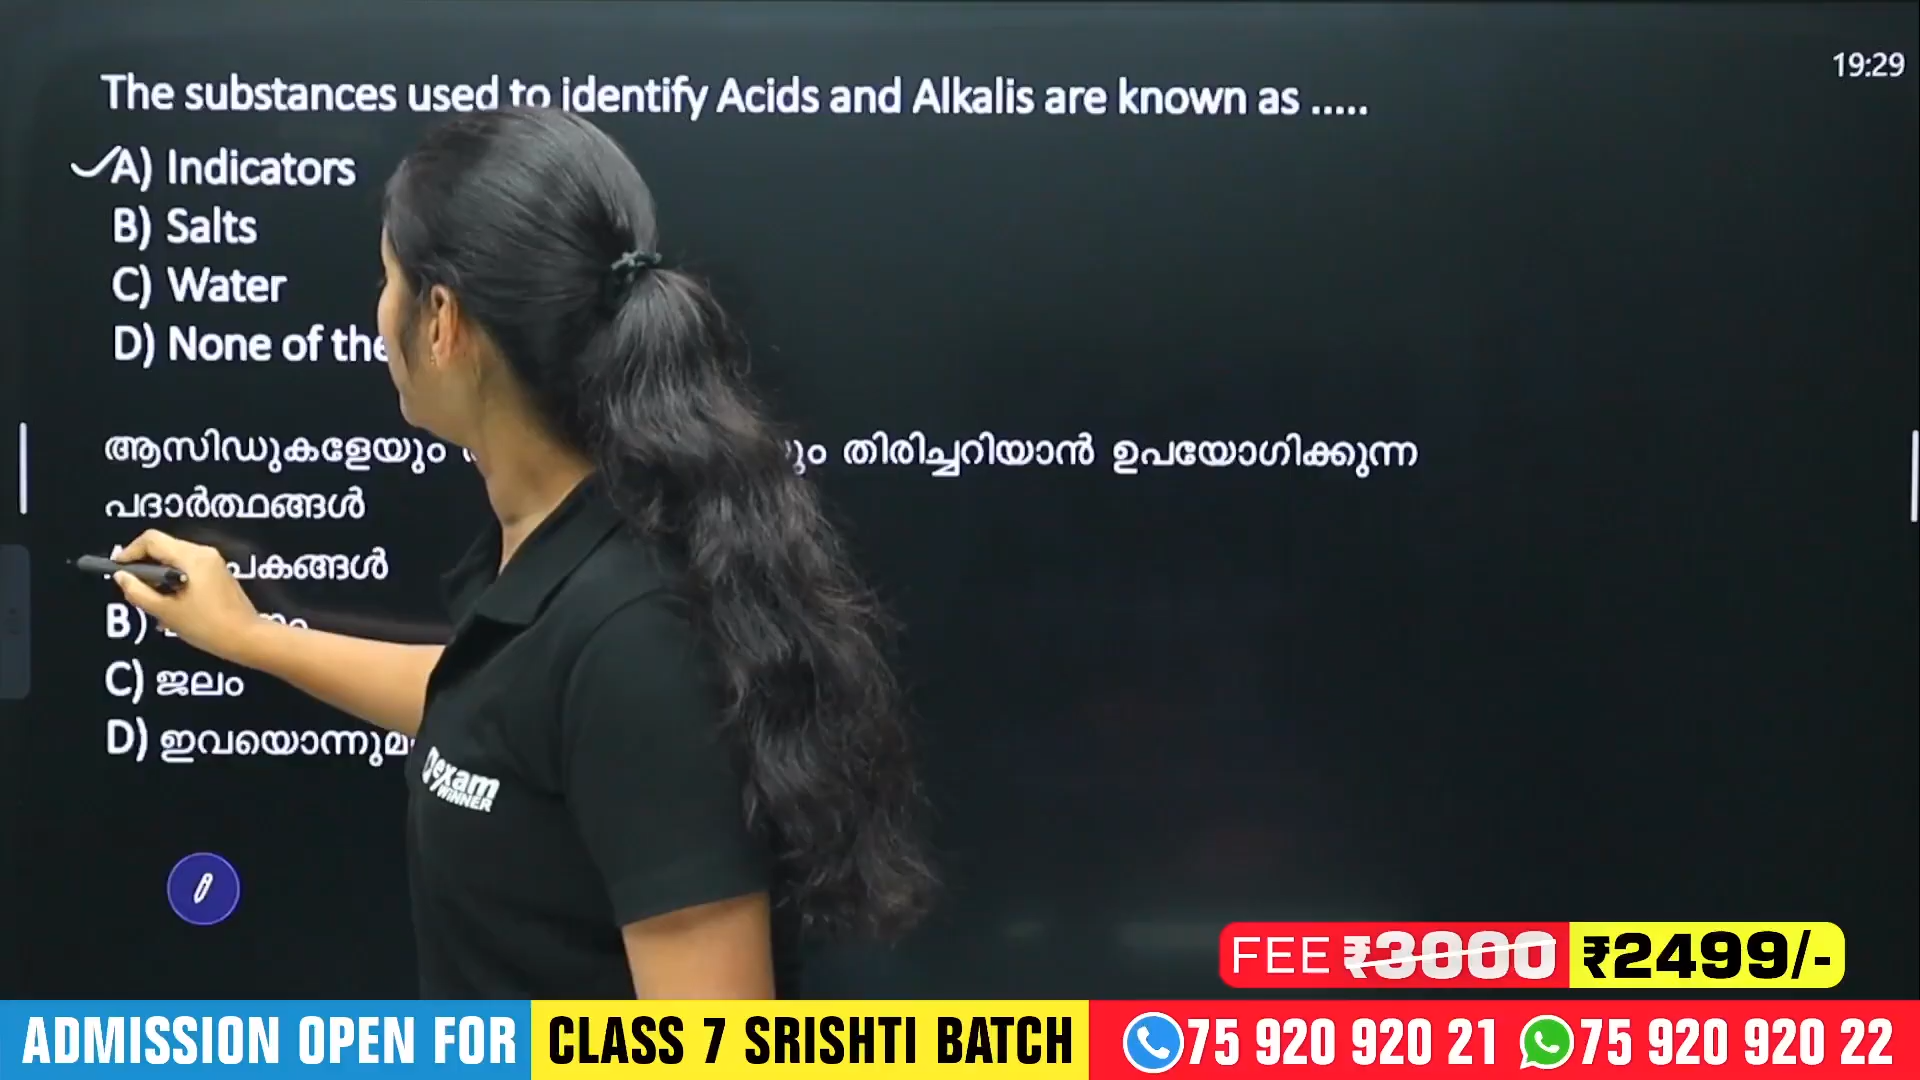 19:29
The substances used to identify Acids and Alkalis are known as .....
A) Indicators
B) Salts
C) Water
D) None of the
ആസിഡുകളേയും തിരിച്ചറിയാൻ ഉപയോഗിക്കുന്ന
പദാർത്ഥങ്ങൾ
B)
C) ജലം
D)
exam
WINNER
FEE ₹3000 ₹2499/-
ADMISSION OPEN FOR CLASS 7 SRISHTI BATCH 75 920 920 21 75 920 920 22